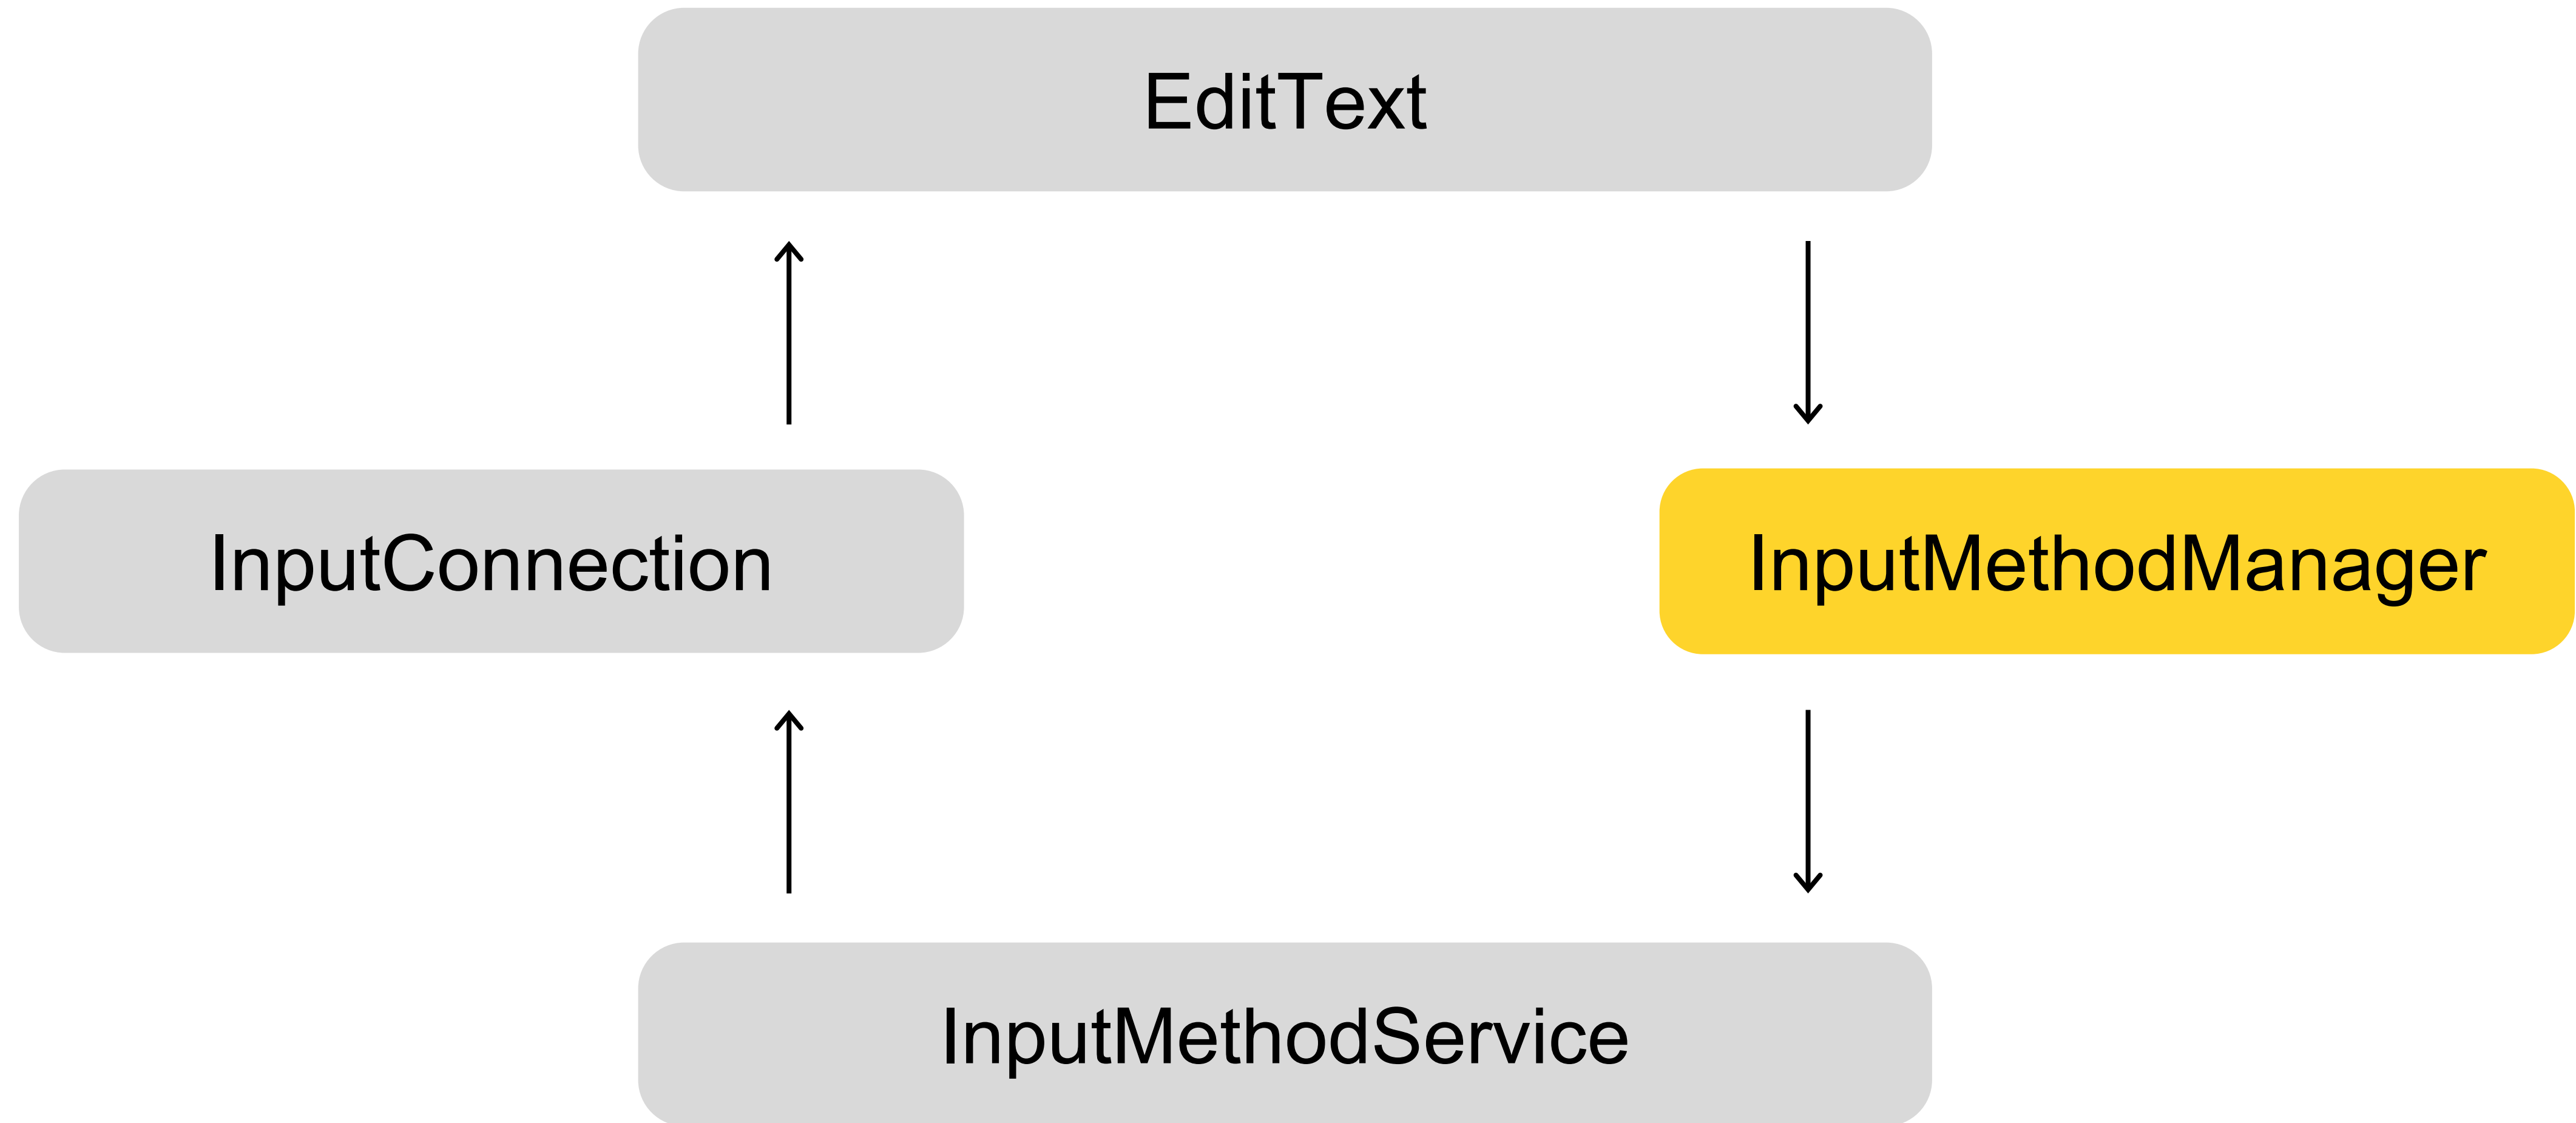 EditText
InputConnection
InputMethodManager
InputMethodService